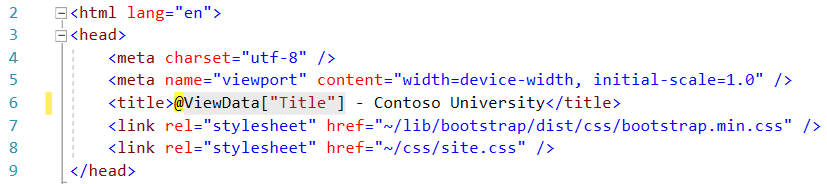 2 <html lang="en">
3 <head>
4 <meta charset="utf-8" />
5 <meta name="viewport" content="width=device-width, initial-scale=1.0" />
6 <title>@ViewData["Title"] - Contoso University</title>
7 <link rel="stylesheet" href="~/lib/bootstrap/dist/css/bootstrap.min.css" />
8 <link rel="stylesheet" href="~/css/site.css" />
9 </head>